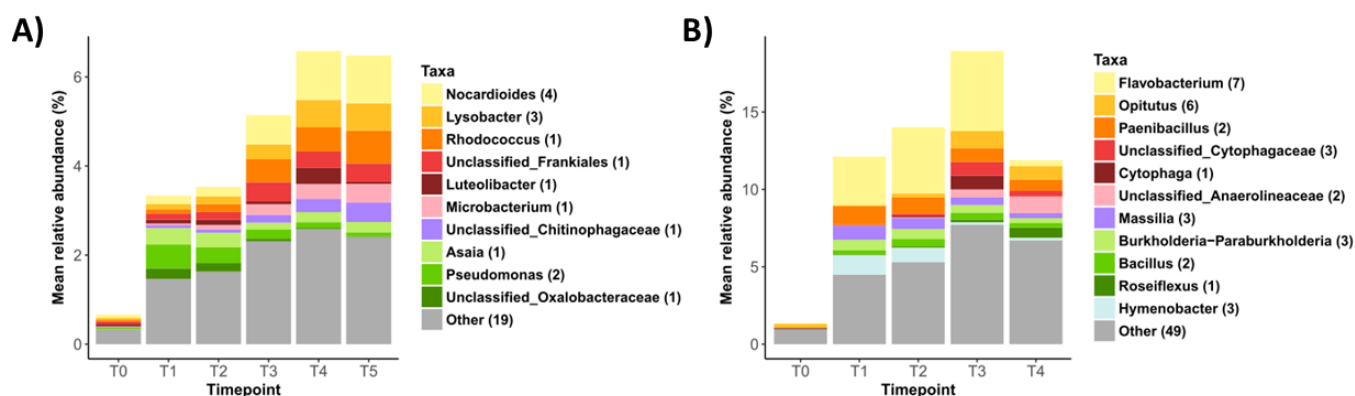 A)
Mean relative abundance (%)
6
4
2
0
T0 T1 T2 T3 T4 T5
Timepoint
Taxa
Nocardioides (4)
Lysobacter (3)
Rhodococcus (1)
Unclassified_Frankiales (1)
Luteolibacter (1)
Microbacterium (1)
Unclassified_Chitinophagaceae (1)
Asaia (1)
Pseudomonas (2)
Unclassified_Oxalobacteraceae (1)
Other (19)
B)
Mean relative abundance (%)
15
10
5
0
T0 T1 T2 T3 T4
Timepoint
Taxa
Flavobacterium (7)
Opitutus (6)
Paenibacillus (2)
Unclassified_Cytophagaceae (3)
Cytophaga (1)
Unclassified_Anaerolineaceae (2)
Massilia (3)
Burkholderia−Paraburkholderia (3)
Bacillus (2)
Roseiflexus (1)
Hymenobacter (3)
Other (49)